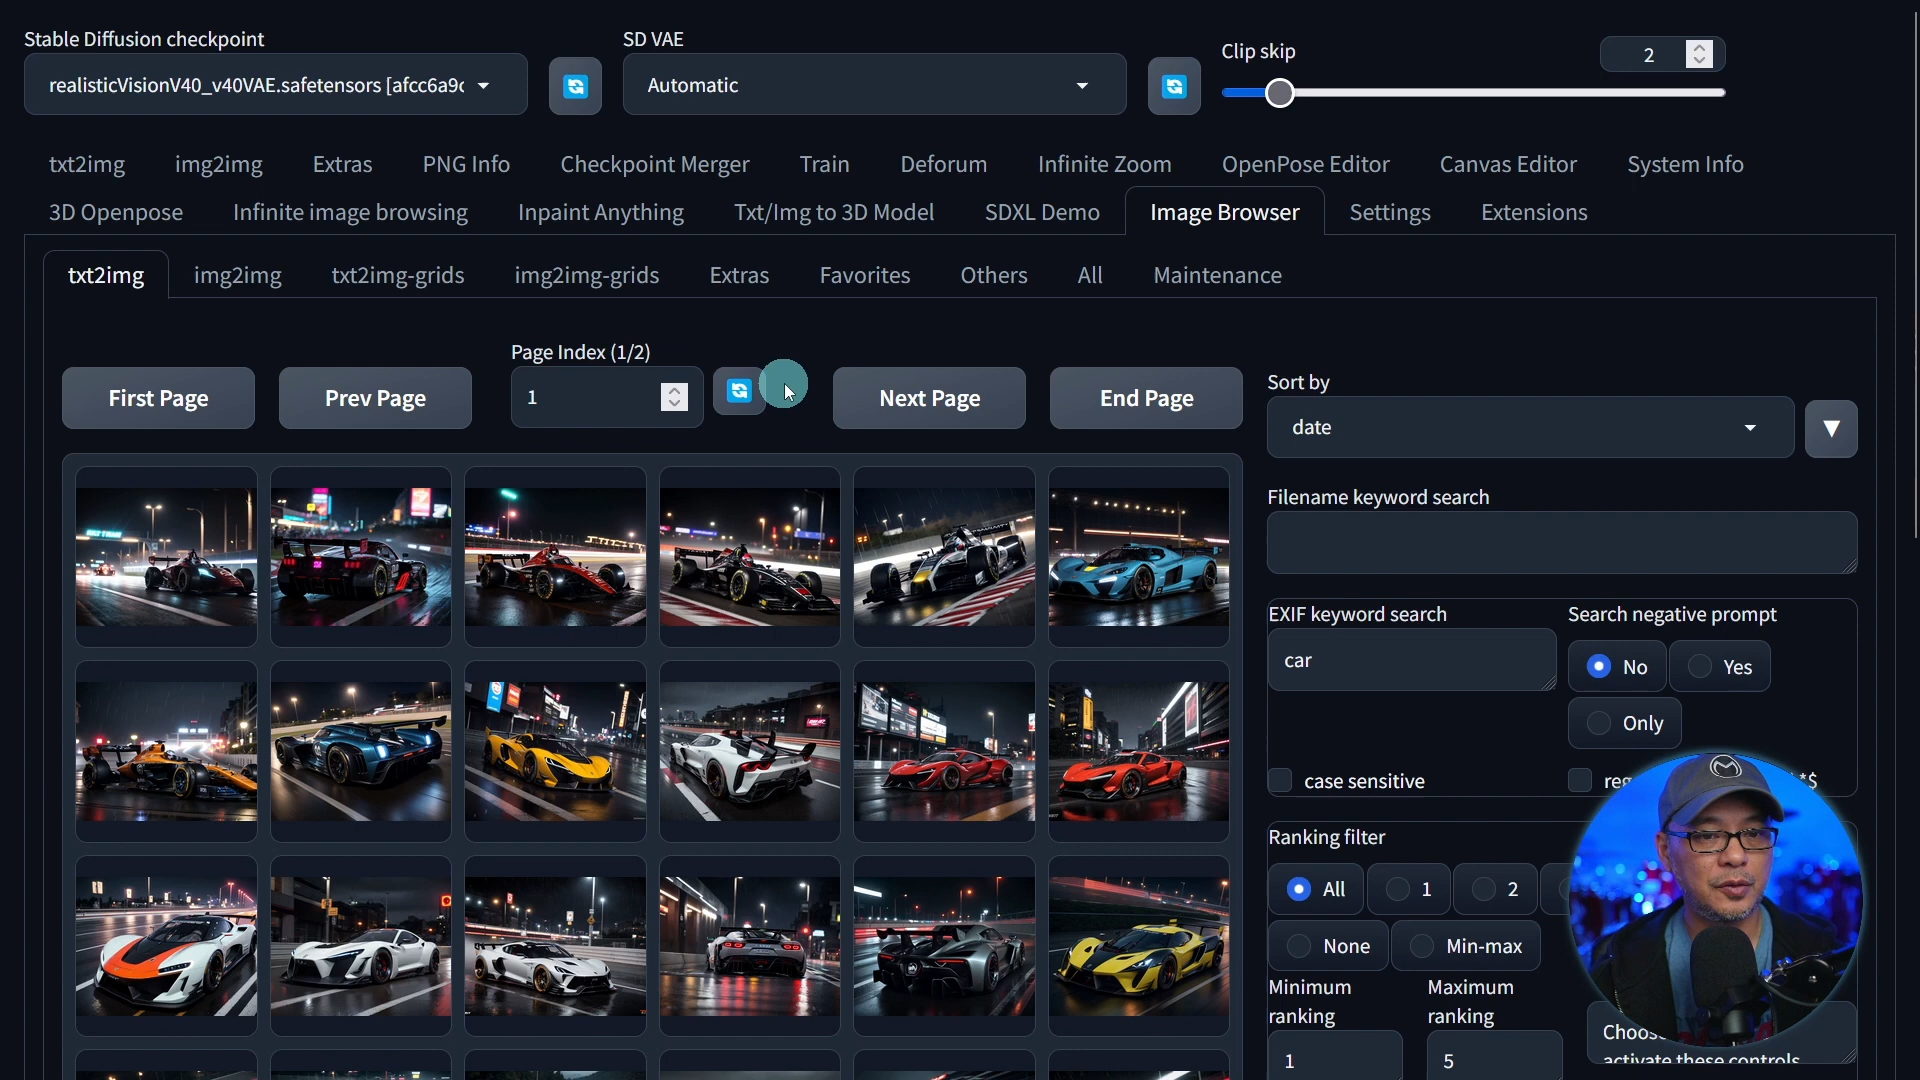 Stable Diffusion checkpoint
SD VAE
Clip skip
2
realisticVisionV40_v40VAE.safetensors [afcc6a9c
Automatic
txt2img
img2img
Extras
PNG Info
Checkpoint Merger
Train
Deforum
Infinite Zoom
OpenPose Editor
Canvas Editor
System Info
3D Openpose
Infinite image browsing
Inpaint Anything
Txt/Img to 3D Model
SDXL Demo
Image Browser
Settings
Extensions
txt2img
img2img
txt2img-grids
img2img-grids
Extras
Favorites
Others
All
Maintenance
Page Index (1/2)
First Page
Prev Page
1
Next Page
End Page
Sort by
date
Filename keyword search
EXIF keyword search
Search negative prompt
car
No
Yes
Only
case sensitive
Ranking filter
All
1
2
None
Min-max
Minimum
ranking
Maximum
ranking
1
5
activate these controls